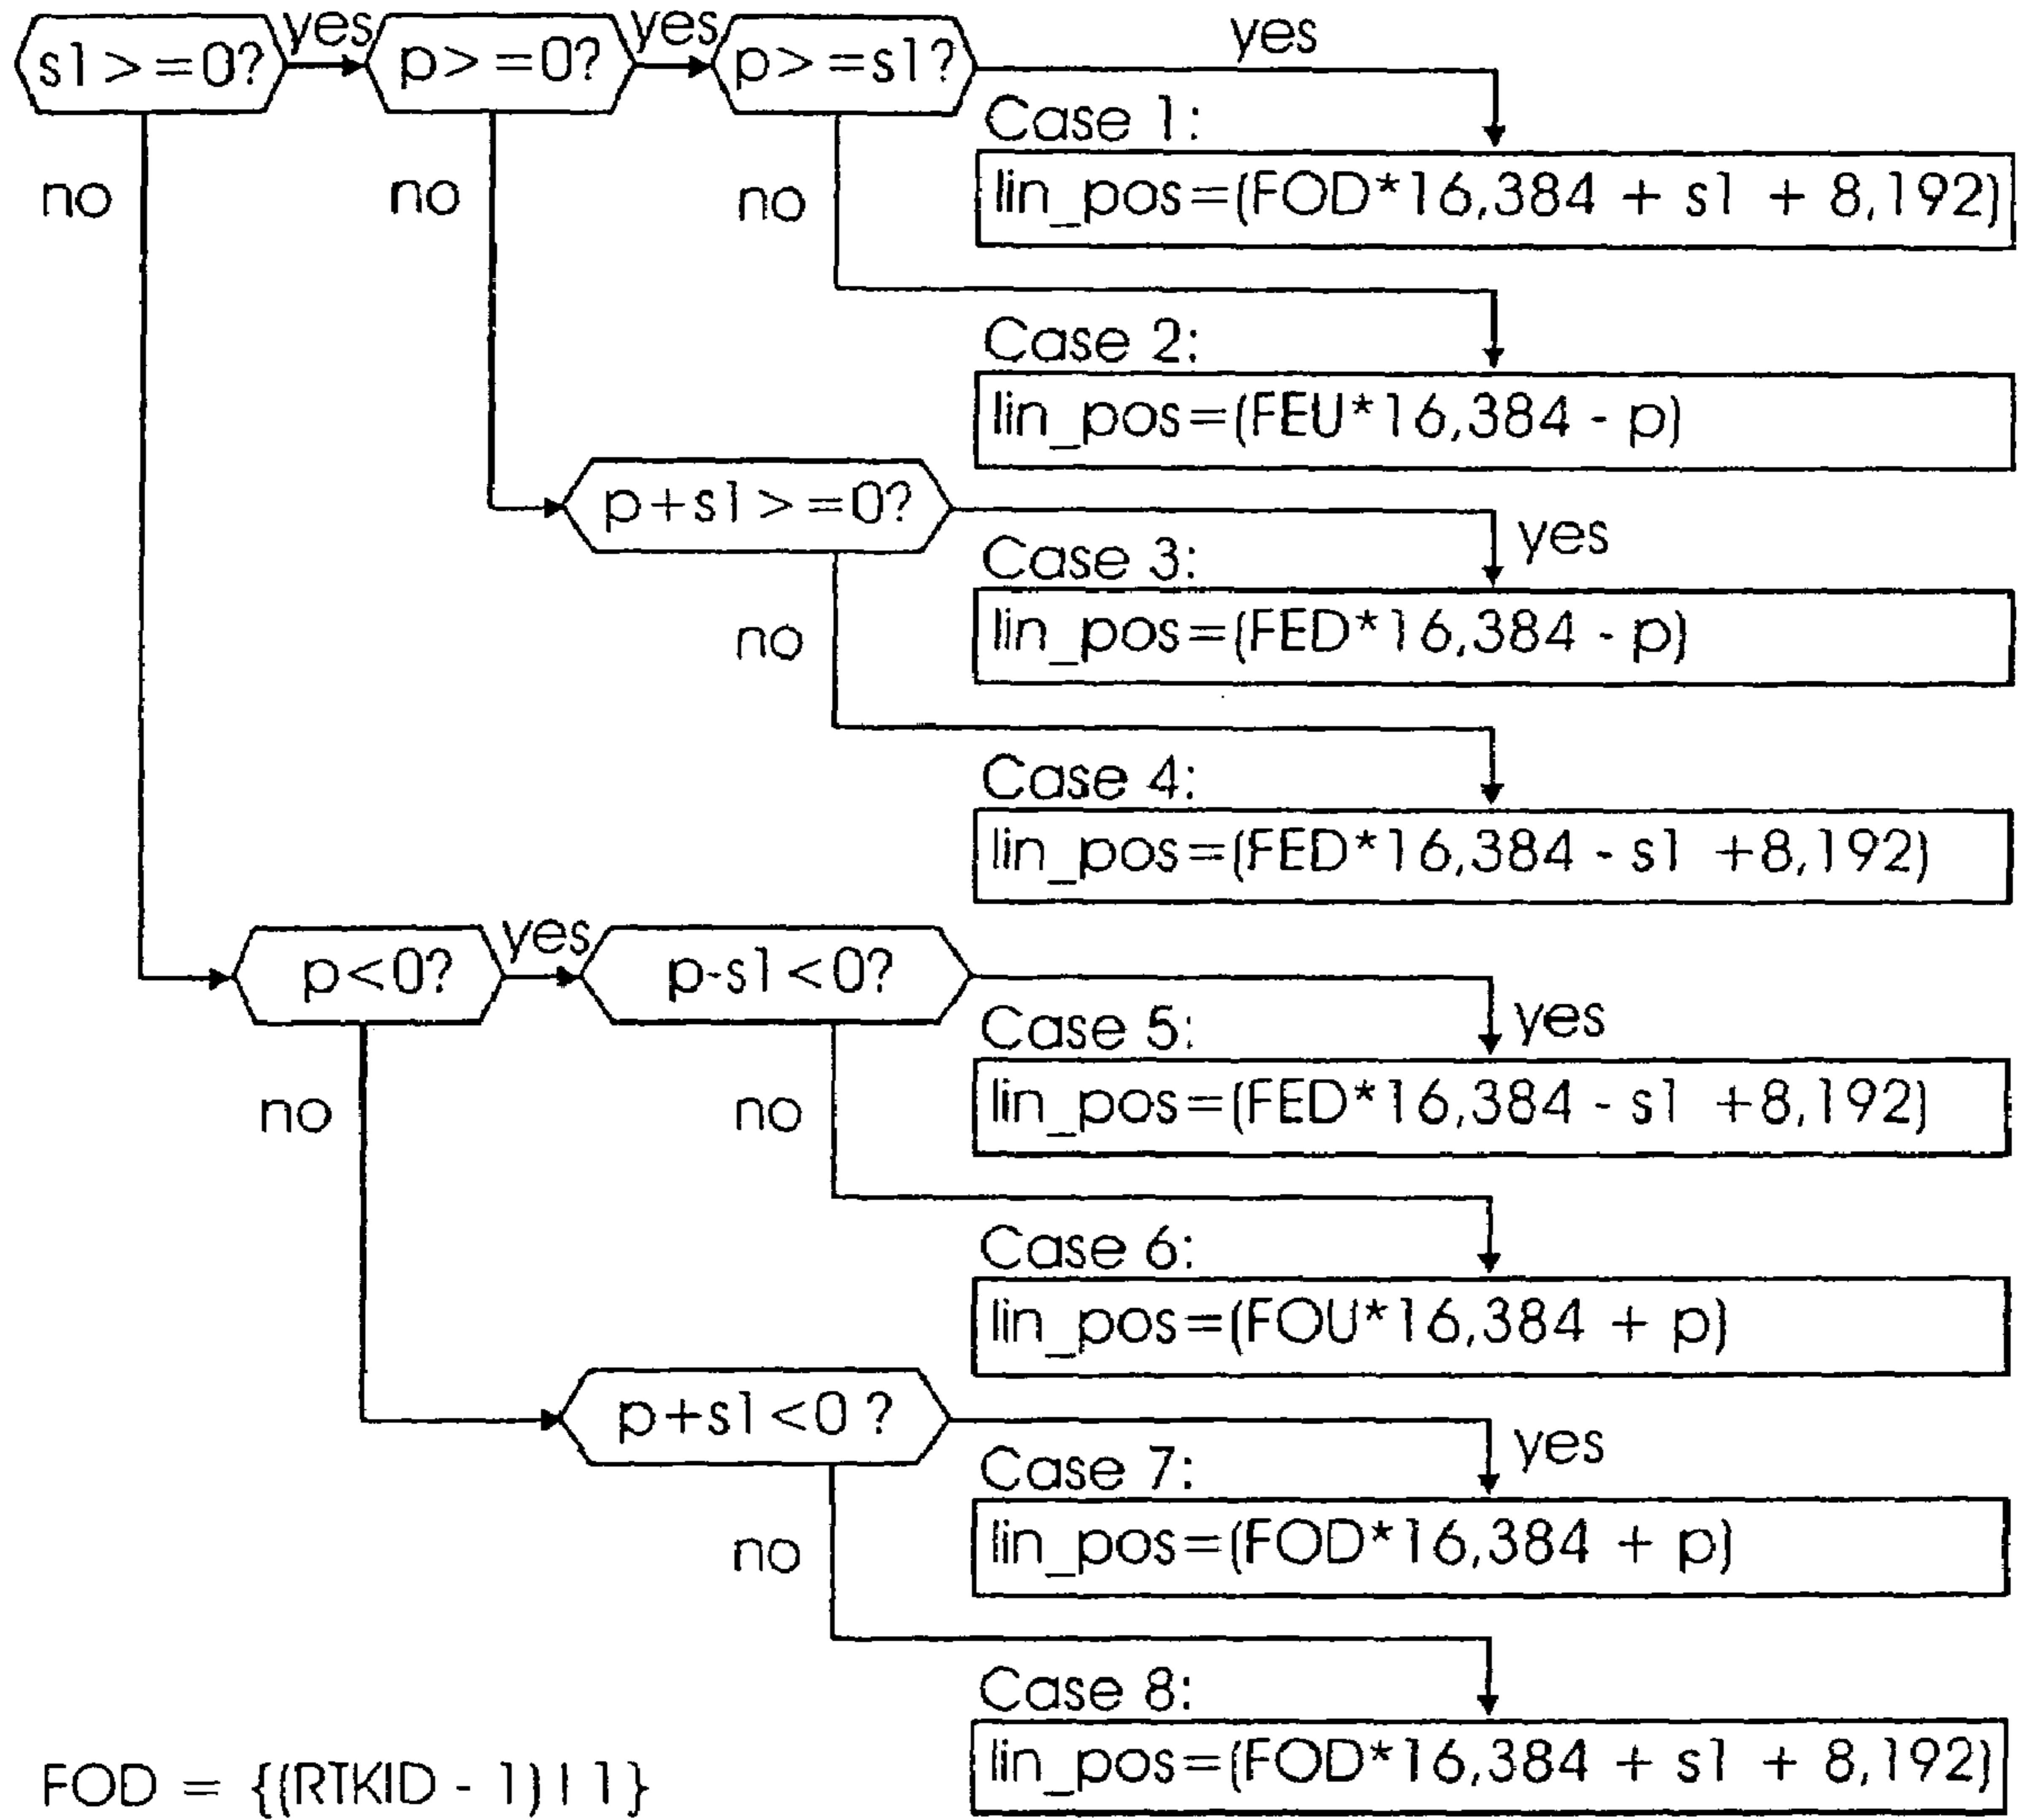 yes yes yes
s1>=0? p>=0? p>=s1?
Case 1:
no no no
lin_pos=(FOD*16,384 + s1 + 8,192)
Case 2:
lin_pos=(FEU*16,384 - p)
p+s1>=0?
yes
Case 3:
no
lin_pos=(FED*16,384 - p)
Case 4:
lin_pos=(FED*16,384 - s1 +8,192)
yes
p<0? p-s1<0?
yes
Case 5:
no no
lin_pos=(FED*16,384 - s1 +8,192)
Case 6:
lin_pos=(FOU*16,384 + p)
p+s1<0 ?
yes
Case 7:
no
lin_pos=(FOD*16,384 + p)
Case 8:
lin_pos=(FOD*16,384 + s1 + 8,192)
FOD = {(RTKID - 1) | 1}